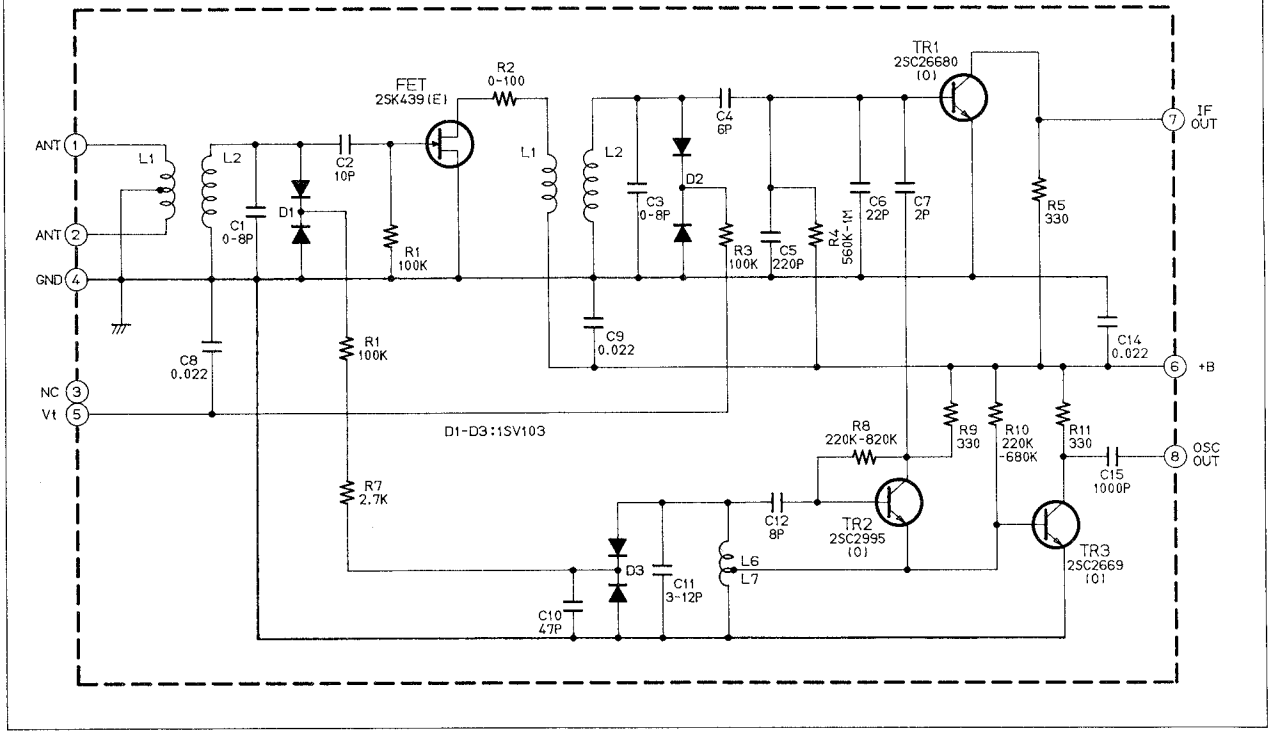 TR1
2SC26680
(O)
FET
2SK439(E)
R2
0-100
ANT 1
L1
L2
C2
10P
D1
C1
0-8P
R1
100K
ANT 2
GND 4
L1
L2
C4
6P
D2
C3
0-8P
R3
100K
C5
220P
R4
560K-1M
C6
22P
C7
2P
R5
330
7 IF
OUT
C8
0.022
R1
100K
C9
0.022
C14
0.022
NC 3
Vt 5
6 +B
D1-D3:1SV103
R8
220K-820K
R9
330
R10
220K
-680K
R11
330
8 OSC
OUT
C15
1000P
R7
2.7K
C12
8P
TR2
2SC2995
(O)
TR3
2SC2669
(O)
D3
C11
3-12P
L6
L7
C10
47P